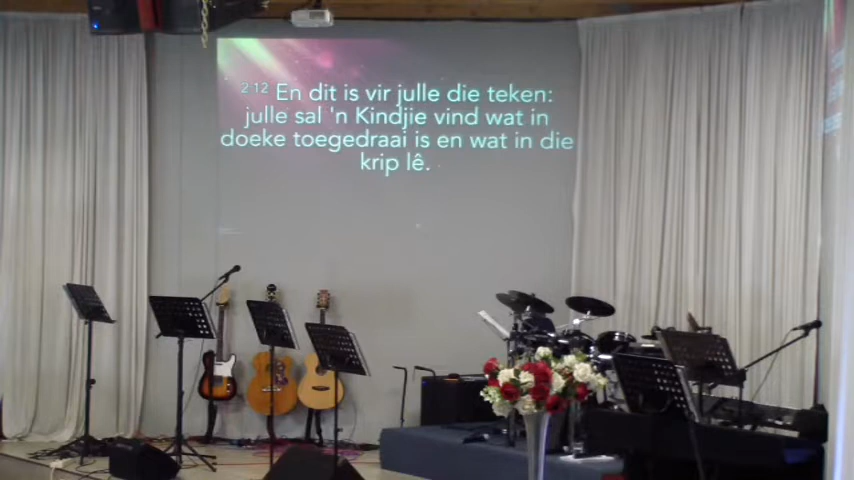 2:12 En dit is vir julle die teken:
julle sal 'n Kindjie vind wat in
doeke toegedraai is en wat in die
krip lê.